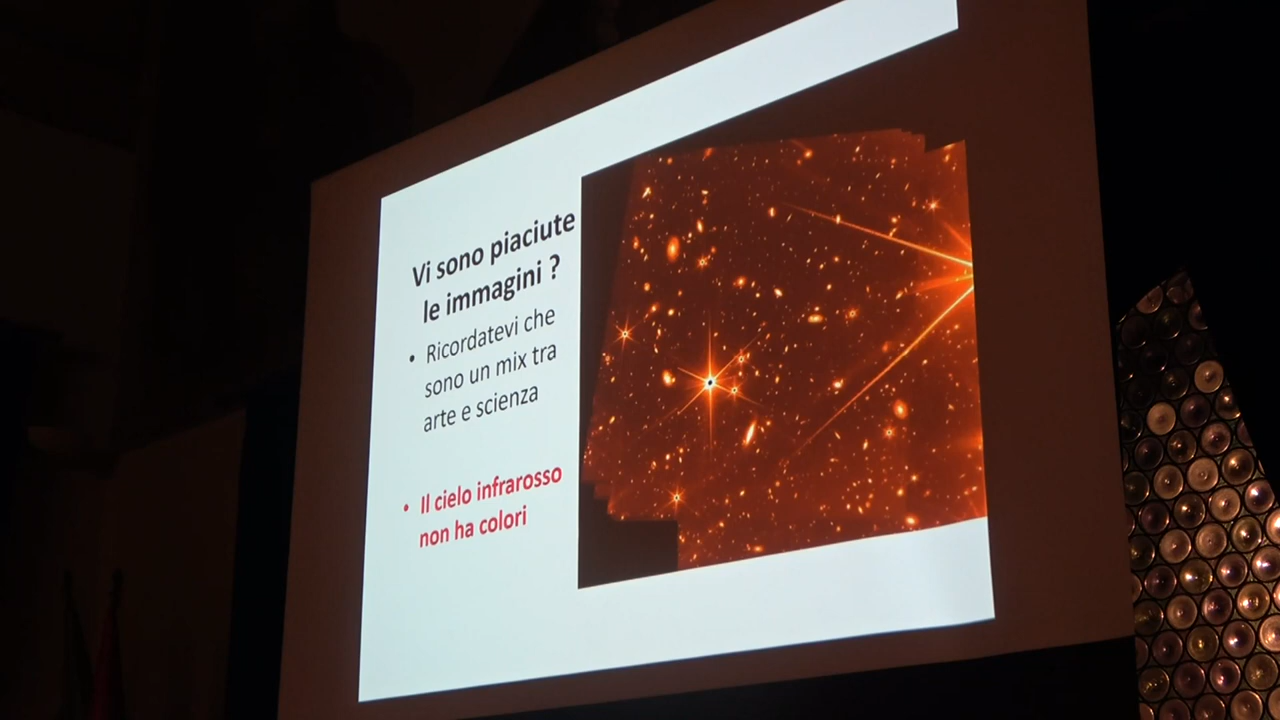 Vi sono piaciute
le immagini ?
• Ricordatevi che
sono un mix tra
arte e scienza
• Il cielo infrarosso
non ha colori